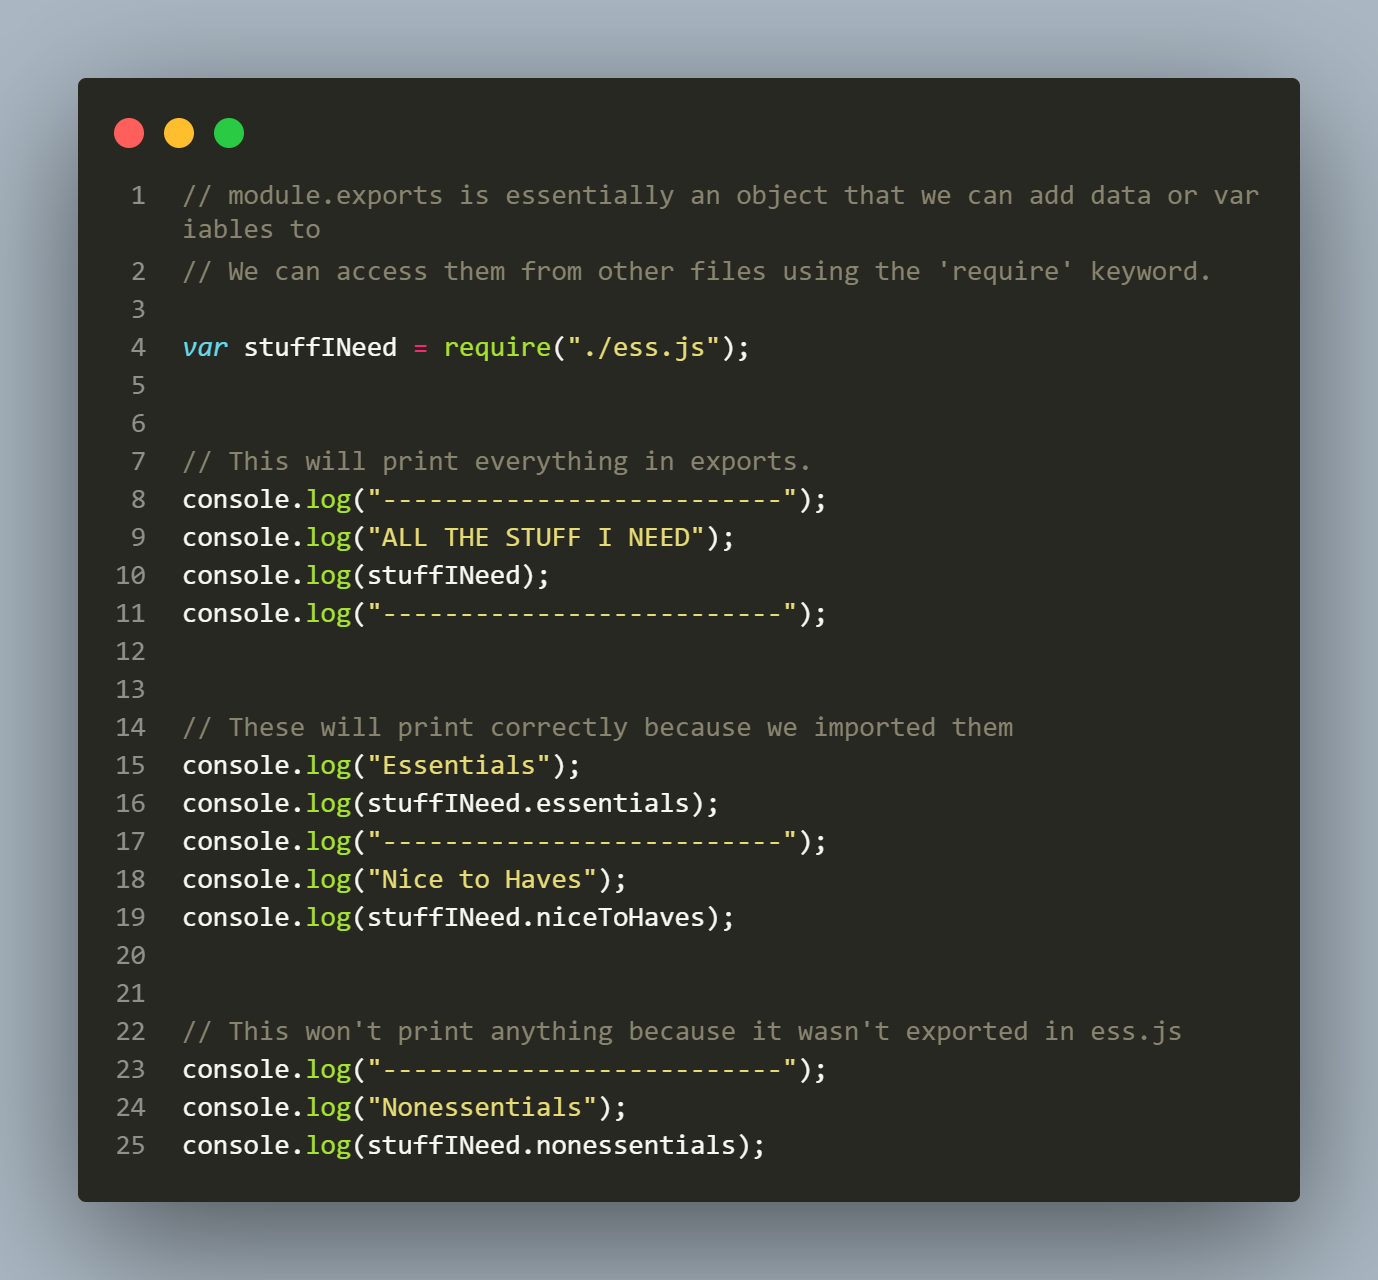 1 // module.exports is essentially an object that we can add data or var
iables to
2 // We can access them from other files using the 'require' keyword.
3
4 var stuffINeed = require("./ess.js");
5
6
7 // This will print everything in exports.
8 console.log("--------------------------");
9 console.log("ALL THE STUFF I NEED");
10 console.log(stuffINeed);
11 console.log("--------------------------");
12
13
14 // These will print correctly because we imported them
15 console.log("Essentials");
16 console.log(stuffINeed.essentials);
17 console.log("--------------------------");
18 console.log("Nice to Haves");
19 console.log(stuffINeed.niceToHaves);
20
21
22 // This won't print anything because it wasn't exported in ess.js
23 console.log("--------------------------");
24 console.log("Nonessentials");
25 console.log(stuffINeed.nonessentials);